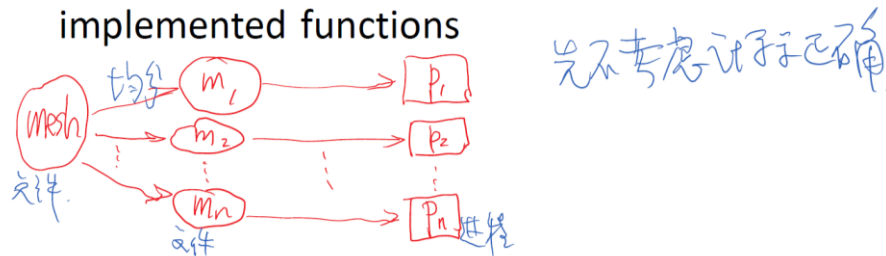 implemented functions
先不考虑计算正确
均分
mesh
m1
p1
m2
p2
文件
mn
pn
进程
文件